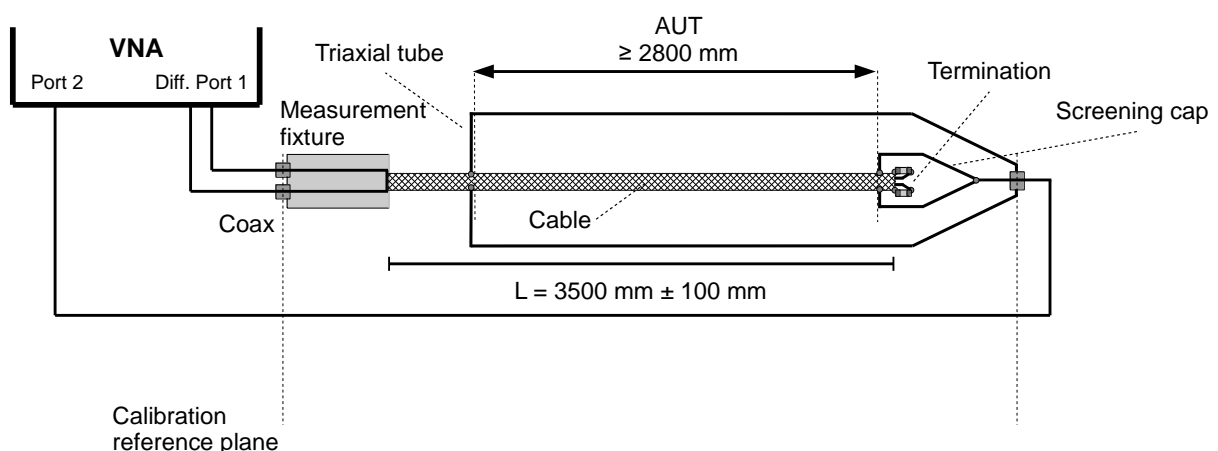 AUT
≥ 2800 mm
VNA
Triaxial tube
Port 2
Diff. Port 1
Termination
Measurement
fixture
Screening cap
Coax
Cable
L = 3500 mm ± 100 mm
Calibration
reference plane